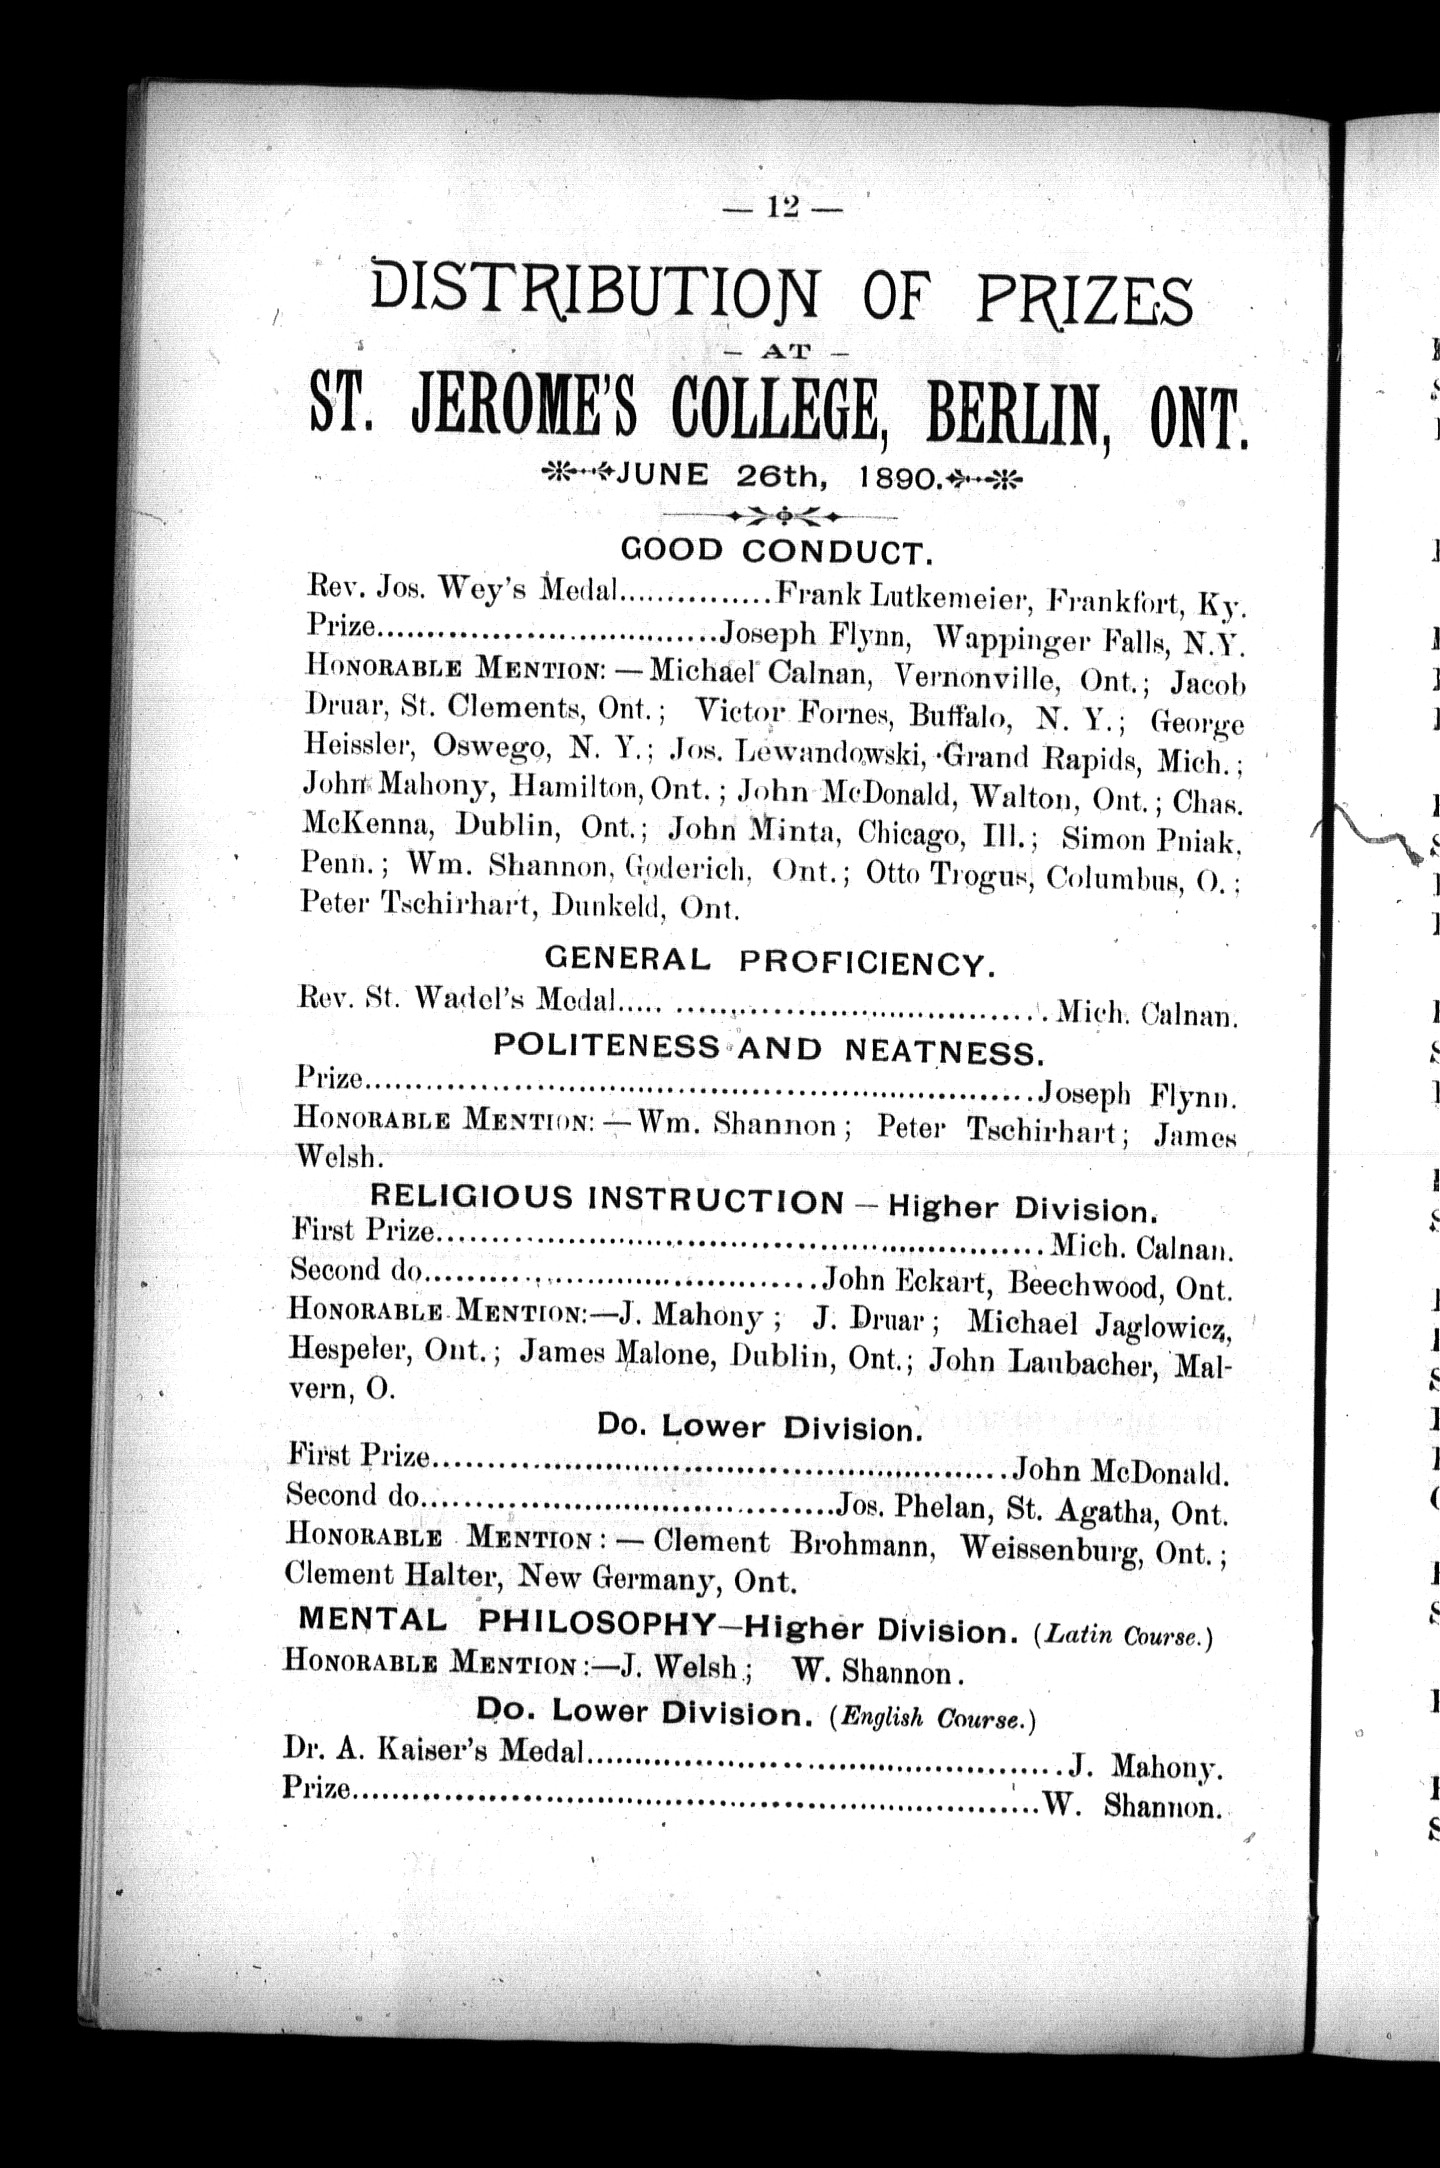 — 12 —
DISTRIBUTION OF PRIZES
— AT —
ST. JEROME'S COLLEGE, BERLIN, ONT.
JUNE 26th, 1890.
GOOD CONDUCT.
Rev. Jos. Wey's Medal................Frank Lutkemeier, Frankfort, Ky.
Prize..................................Joseph Flynn, Wappinger Falls, N.Y.
HONORABLE MENTION: — Michael Calnan, Vernonville, Ont.; Jacob
Druar, St. Clements, Ont.; Victor Fornes, Buffalo, N. Y.; George
Heissler, Oswego, N. Y.; Jos. Lewandowski, Grand Rapids, Mich.;
John Mahony, Hamilton, Ont.; John McDonald, Walton, Ont.; Chas.
McKenna, Dublin, Ont.; John Minta, Chicago, Ill.; Simon Pniak,
Penn.; Wm. Shannon, Goderich, Ont.; Otto Trogus, Columbus, O.;
Peter Tschirhart, Dunkeld, Ont.
GENERAL PROFICIENCY.
Rev. St. Wadel's Medal..... .....................................Mich. Calnan.
POLITENESS AND NEATNESS.
Prize....................................................................Joseph Flynn.
HONORABLE MENTION: — Wm. Shannon; Peter Tschirhart; James
Welsh.
RELIGIOUS INSTRUCTION — Higher Division.
First Prize.............................................................Mich. Calnan.
Second do........................................John Eckart, Beechwood, Ont.
HONORABLE MENTION:—J. Mahony; J. Druar; Michael Jaglowicz,
Hespeler, Ont.; James Malone, Dublin, Ont.; John Laubacher, Mal-
vern, O.
Do. Lower Division.
First Prize..........................................................John McDonald.
Second do..........................................Jos. Phelan, St. Agatha, Ont.
HONORABLE MENTION: — Clement Brohmann, Weissenburg, Ont.;
Clement Halter, New Germany, Ont.
MENTAL PHILOSOPHY—Higher Division. (Latin Course.)
HONORABLE MENTION:—J. Welsh; W. Shannon.
Do. Lower Division. (English Course.)
Dr. A. Kaiser's Medal................................................J. Mahony.
Prize.....................................................................W. Shannon.